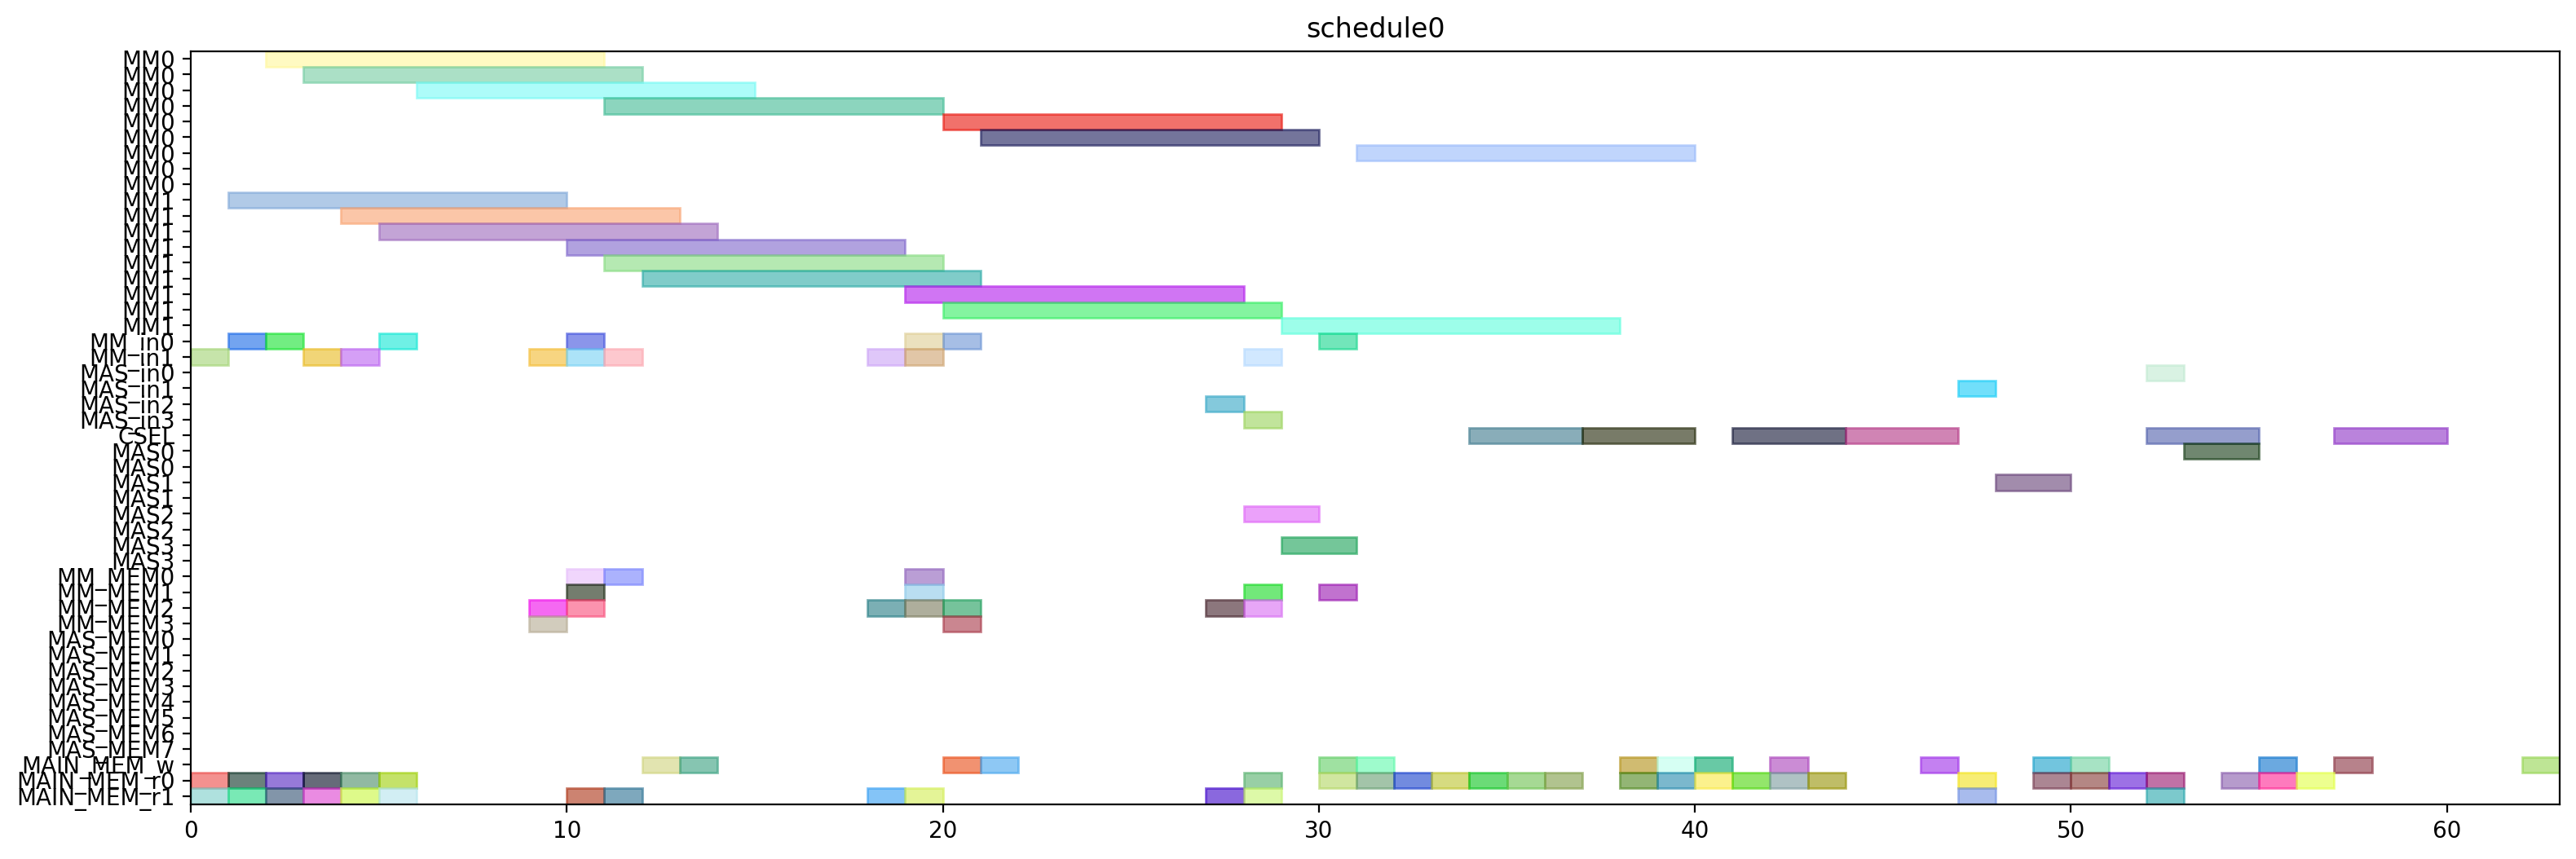 schedule0
MM0
MM0
MM0
MM0
MM0
MM0
MM0
MM0
MM0
MM1
MM1
MM1
MM1
MM1
MM1
MM1
MM1
MM1
MM_in0
MM_in1
MAS_in0
MAS_in1
MAS_in2
MAS_in3
CSEL
MAS0
MAS0
MAS1
MAS1
MAS2
MAS2
MAS3
MAS3
MM_MEM0
MM_MEM1
MM_MEM2
MM_MEM3
MAS_MEM0
MAS_MEM1
MAS_MEM2
MAS_MEM3
MAS_MEM4
MAS_MEM5
MAS_MEM6
MAS_MEM7
MAIN_MEM_w
MAIN_MEM_r0
MAIN_MEM_r1
0 10 20 30 40 50 60